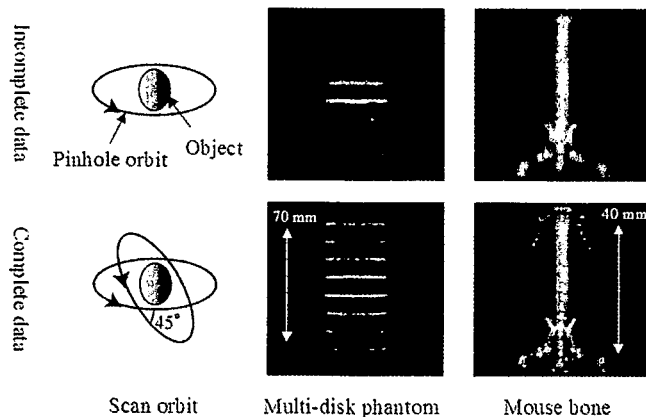 Incomplete data
Pinhole orbit
Object
Complete data
45°
70 mm
40 mm
Scan orbit
Multi-disk phantom
Mouse bone